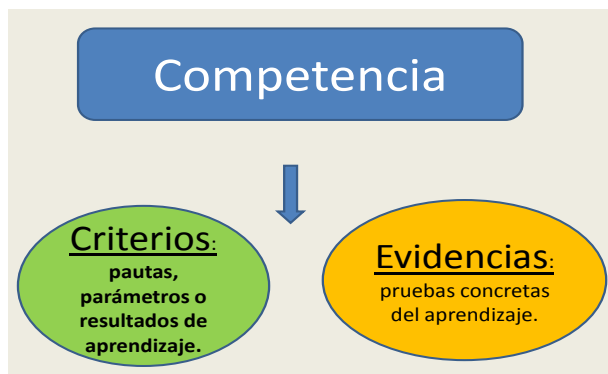 Competencia
Criterios:
pautas,
parámetros o
resultados de
aprendizaje.
Evidencias:
pruebas concretas
del aprendizaje.